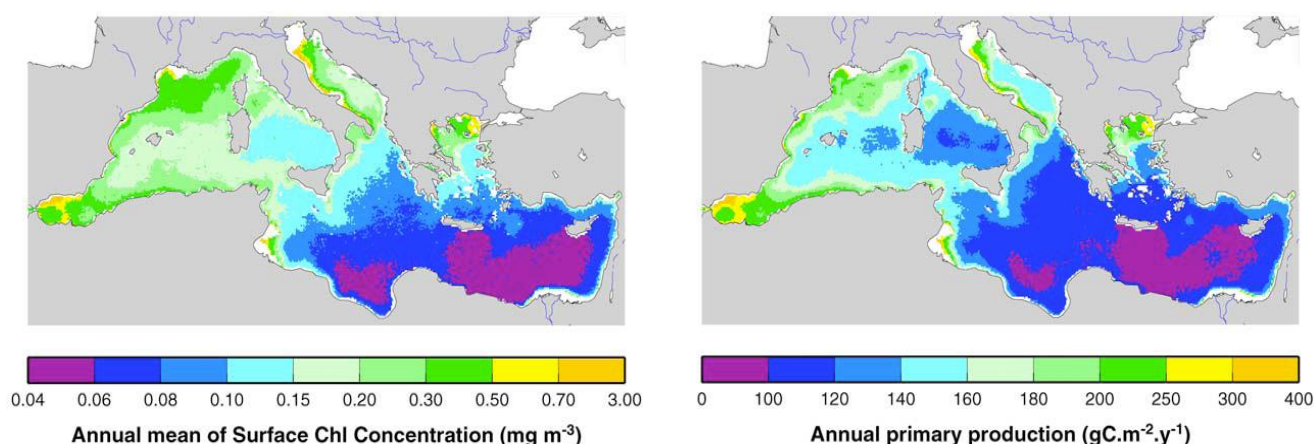 0.04 0.06 0.08 0.10 0.15 0.20 0.30 0.50 0.70 3.00
Annual mean of Surface Chl Concentration (mg m⁻³)
0 100 120 140 160 180 200 250 300 400
Annual primary production (gC.m⁻².y⁻¹)